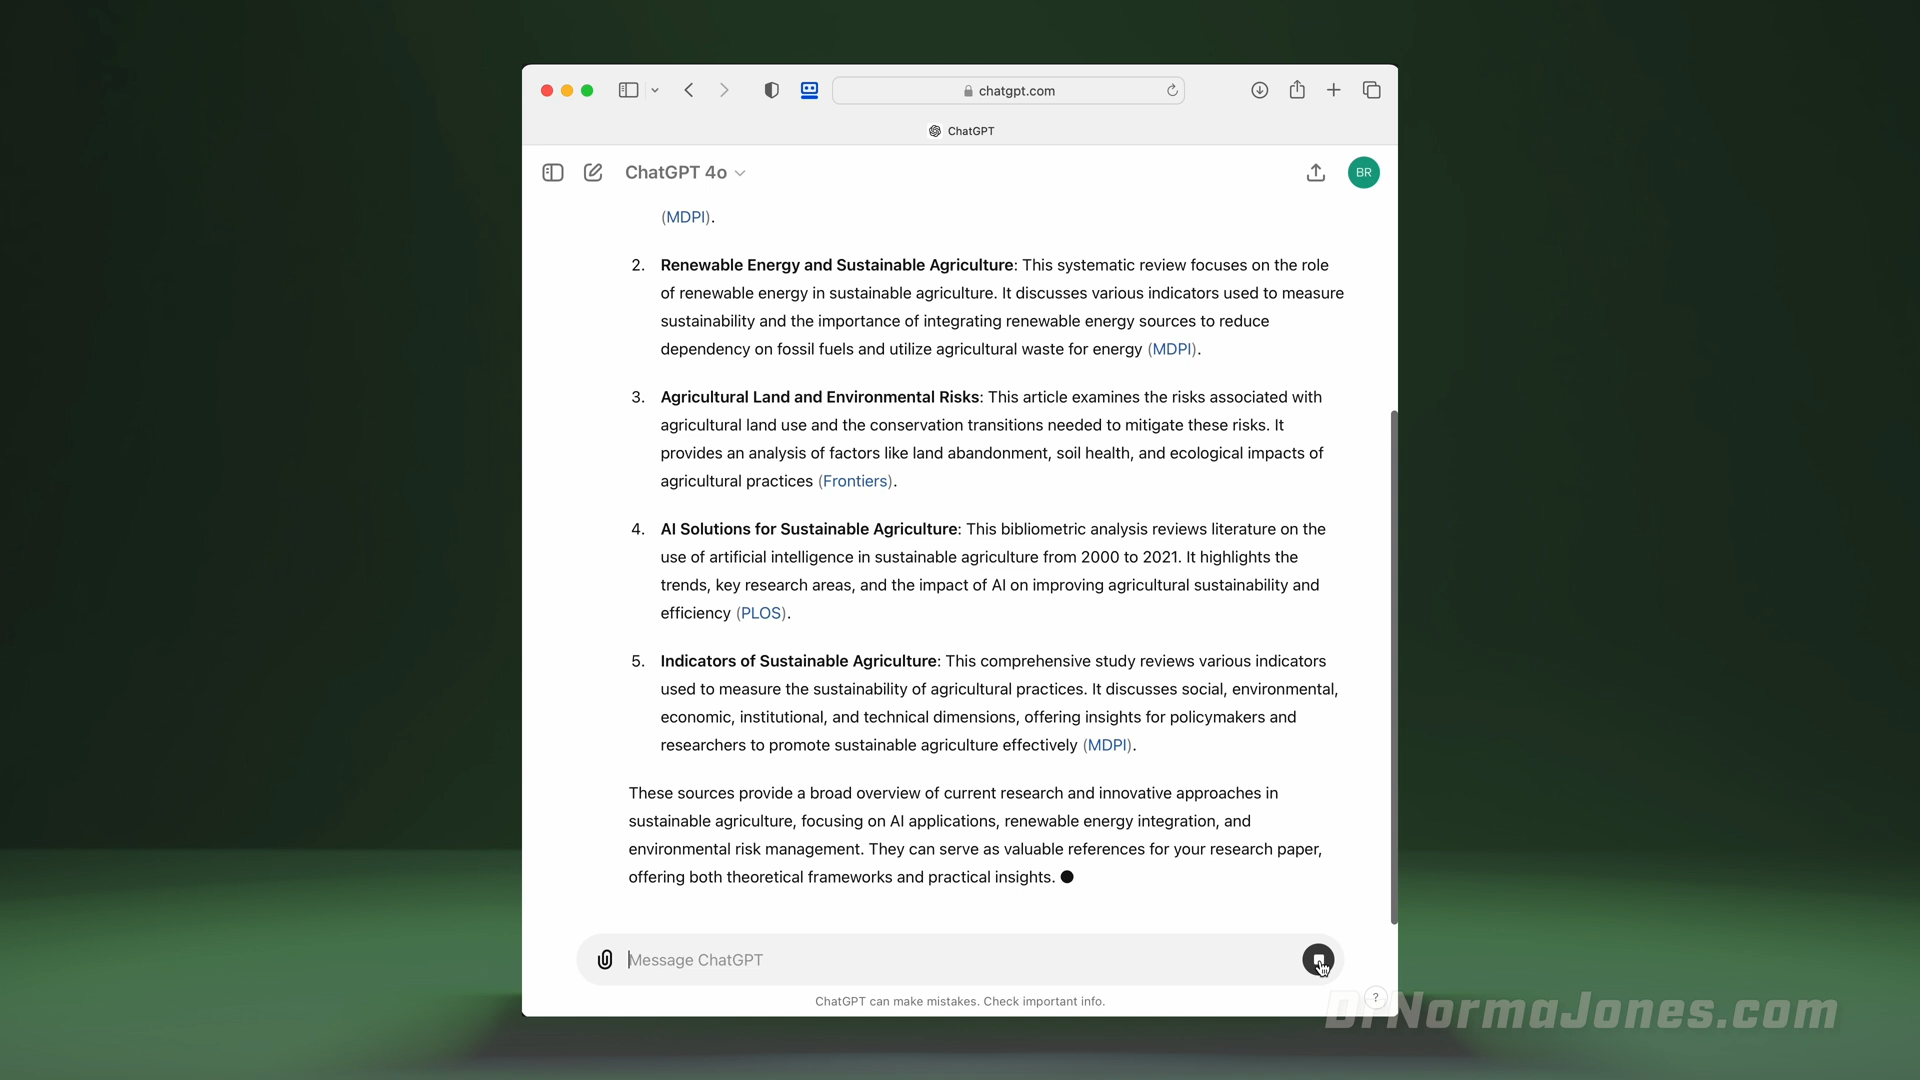 chatgpt.com
ChatGPT
ChatGPT 4o
BR
(MDPI).
2. Renewable Energy and Sustainable Agriculture: This systematic review focuses on the role
of renewable energy in sustainable agriculture. It discusses various indicators used to measure
sustainability and the importance of integrating renewable energy sources to reduce
dependency on fossil fuels and utilize agricultural waste for energy (MDPI).
3. Agricultural Land and Environmental Risks: This article examines the risks associated with
agricultural land use and the conservation transitions needed to mitigate these risks. It
provides an analysis of factors like land abandonment, soil health, and ecological impacts of
agricultural practices (Frontiers).
4. AI Solutions for Sustainable Agriculture: This bibliometric analysis reviews literature on the
use of artificial intelligence in sustainable agriculture from 2000 to 2021. It highlights the
trends, key research areas, and the impact of AI on improving agricultural sustainability and
efficiency (PLOS).
5. Indicators of Sustainable Agriculture: This comprehensive study reviews various indicators
used to measure the sustainability of agricultural practices. It discusses social, environmental,
economic, institutional, and technical dimensions, offering insights for policymakers and
researchers to promote sustainable agriculture effectively (MDPI).
These sources provide a broad overview of current research and innovative approaches in
sustainable agriculture, focusing on AI applications, renewable energy integration, and
environmental risk management. They can serve as valuable references for your research paper,
offering both theoretical frameworks and practical insights.
Message ChatGPT
ChatGPT can make mistakes. Check important info.
?
DrNormaJones.com